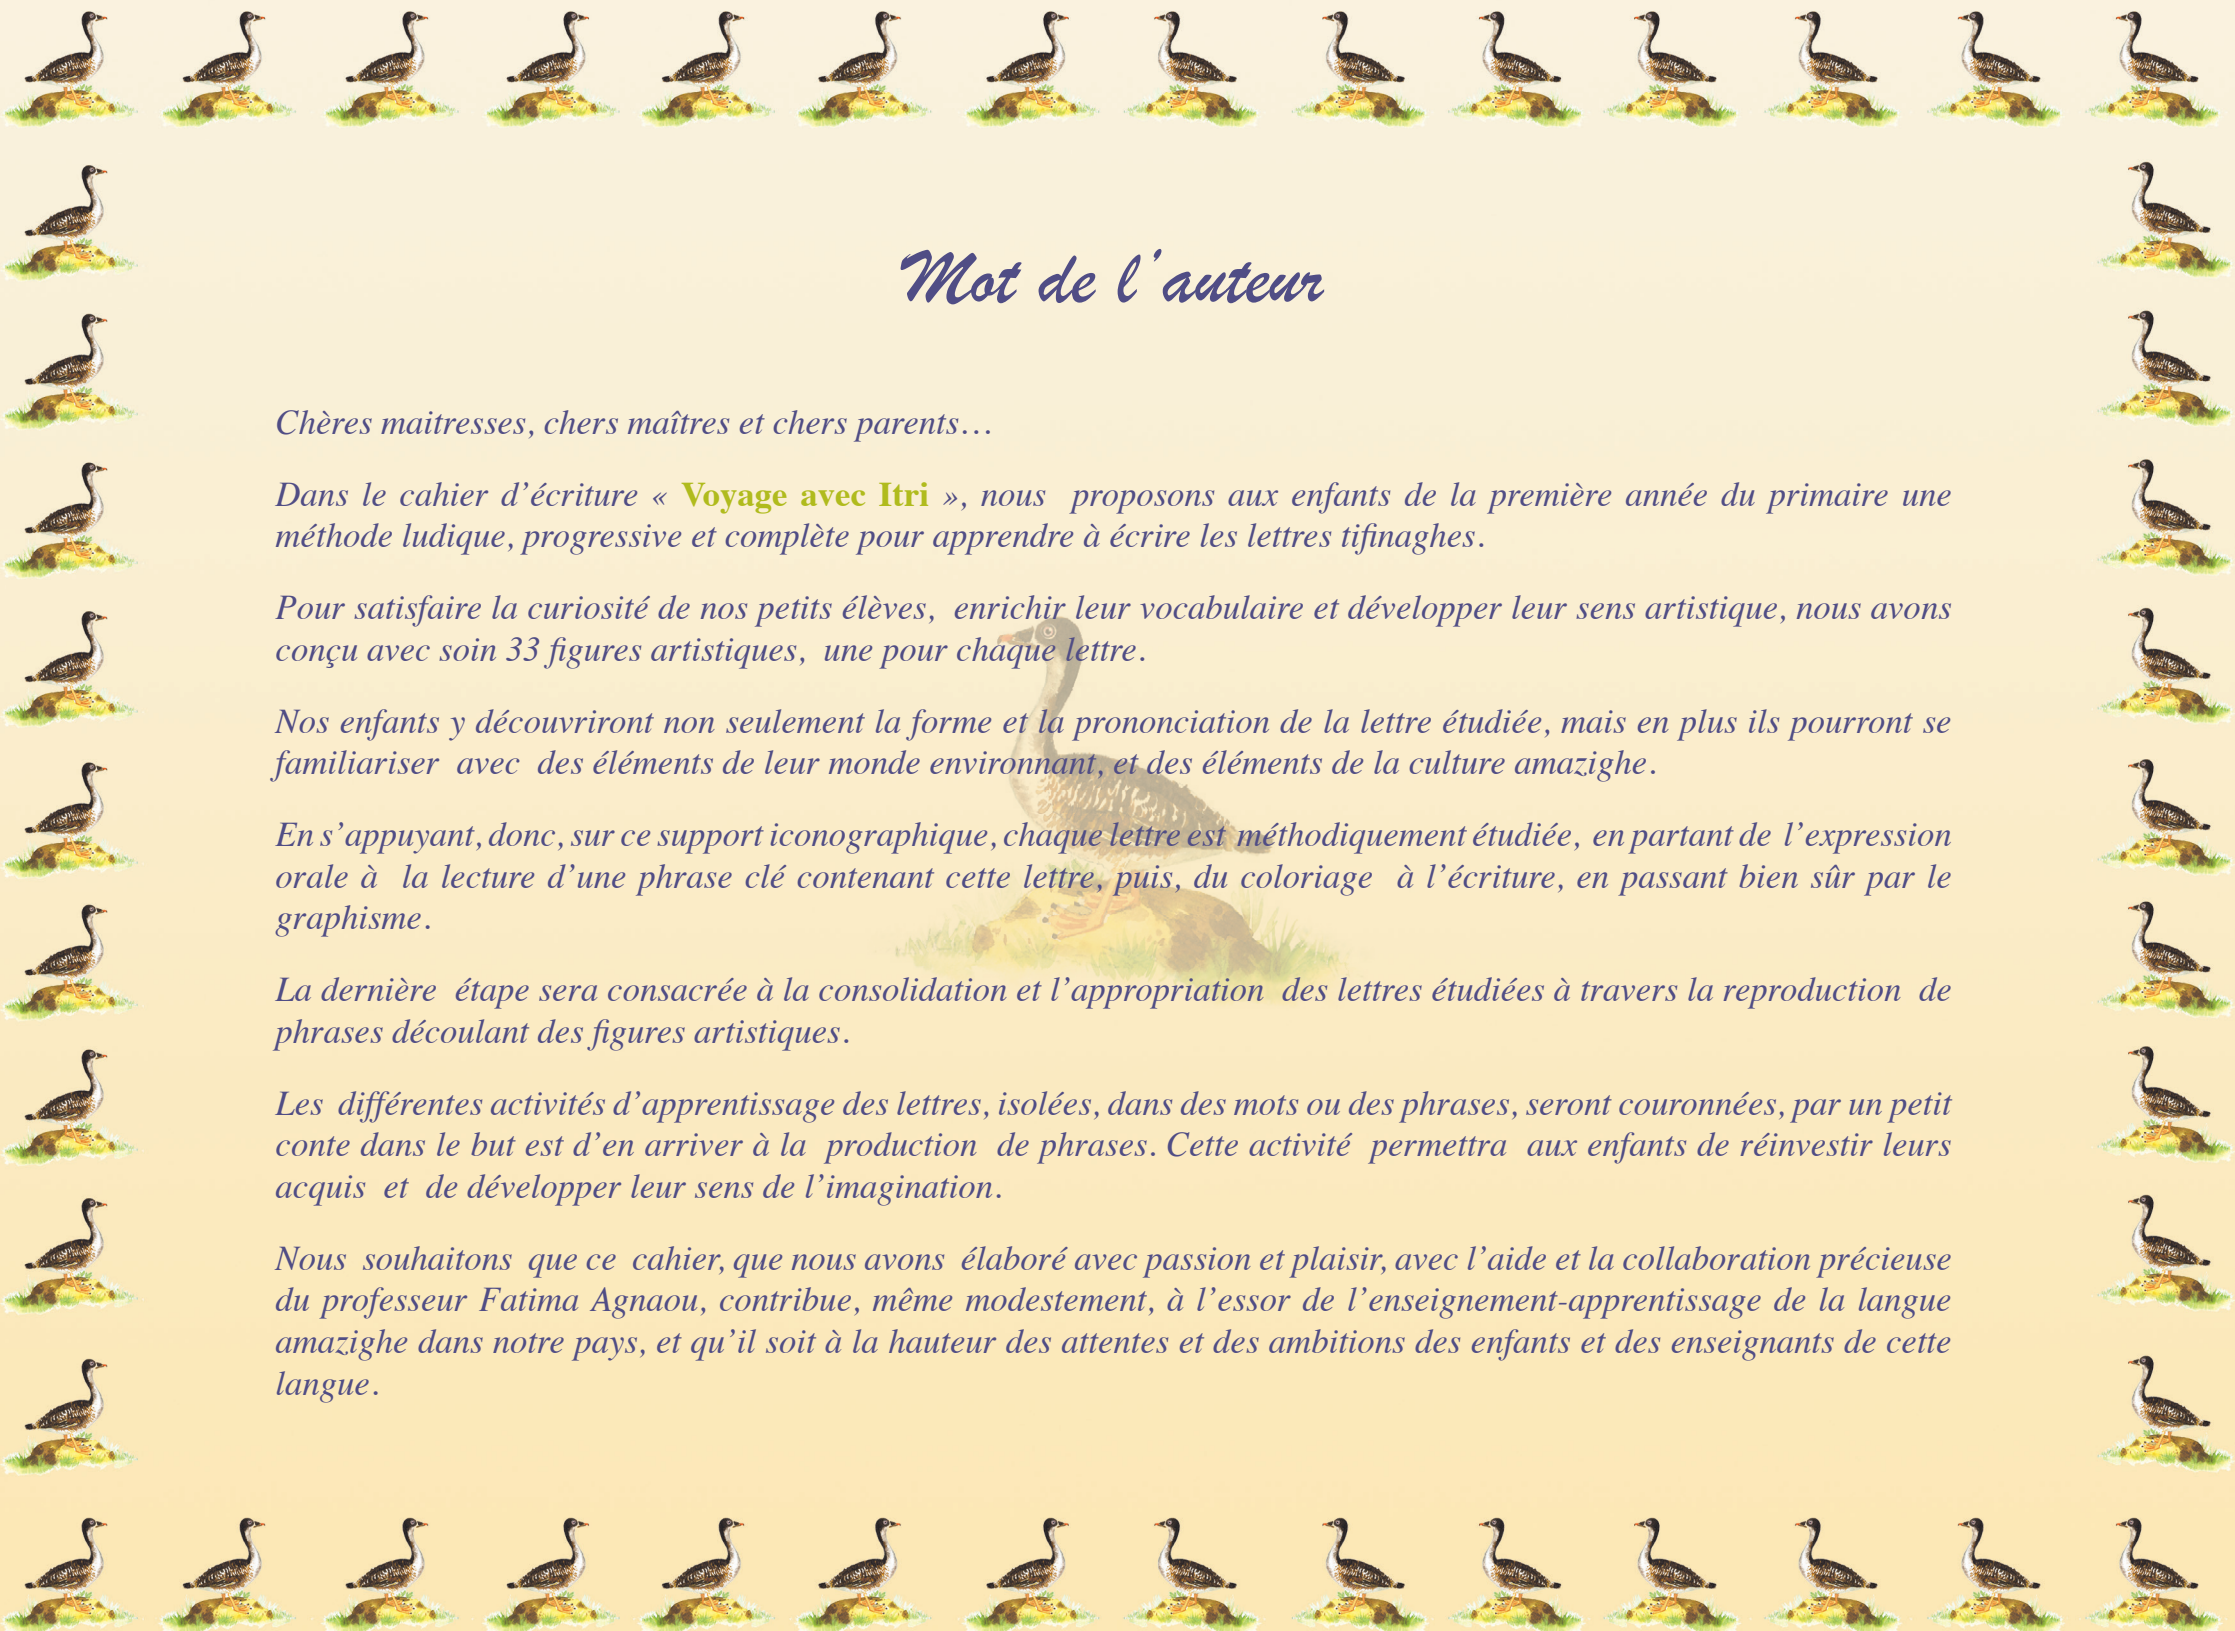 Mot de l’auteur
Chères maitresses, chers maîtres et chers parents…
Dans le cahier d’écriture « Voyage avec Itri », nous proposons aux enfants de la première année du primaire une
méthode ludique, progressive et complète pour apprendre à écrire les lettres tifinaghes.
Pour satisfaire la curiosité de nos petits élèves, enrichir leur vocabulaire et développer leur sens artistique, nous avons
conçu avec soin 33 figures artistiques, une pour chaque lettre.
Nos enfants y découvriront non seulement la forme et la prononciation de la lettre étudiée, mais en plus ils pourront se
familiariser avec des éléments de leur monde environnant, et des éléments de la culture amazighe.
En s’appuyant, donc, sur ce support iconographique, chaque lettre est méthodiquement étudiée, en partant de l’expression
orale à la lecture d’une phrase clé contenant cette lettre, puis, du coloriage à l’écriture, en passant bien sûr par le
graphisme.
La dernière étape sera consacrée à la consolidation et l’appropriation des lettres étudiées à travers la reproduction de
phrases découlant des figures artistiques.
Les différentes activités d’apprentissage des lettres, isolées, dans des mots ou des phrases, seront couronnées, par un petit
conte dans le but est d’en arriver à la production de phrases. Cette activité permettra aux enfants de réinvestir leurs
acquis et de développer leur sens de l’imagination.
Nous souhaitons que ce cahier, que nous avons élaboré avec passion et plaisir, avec l’aide et la collaboration précieuse
du professeur Fatima Agnaou, contribue, même modestement, à l’essor de l’enseignement-apprentissage de la langue
amazighe dans notre pays, et qu’il soit à la hauteur des attentes et des ambitions des enfants et des enseignants de cette
langue.